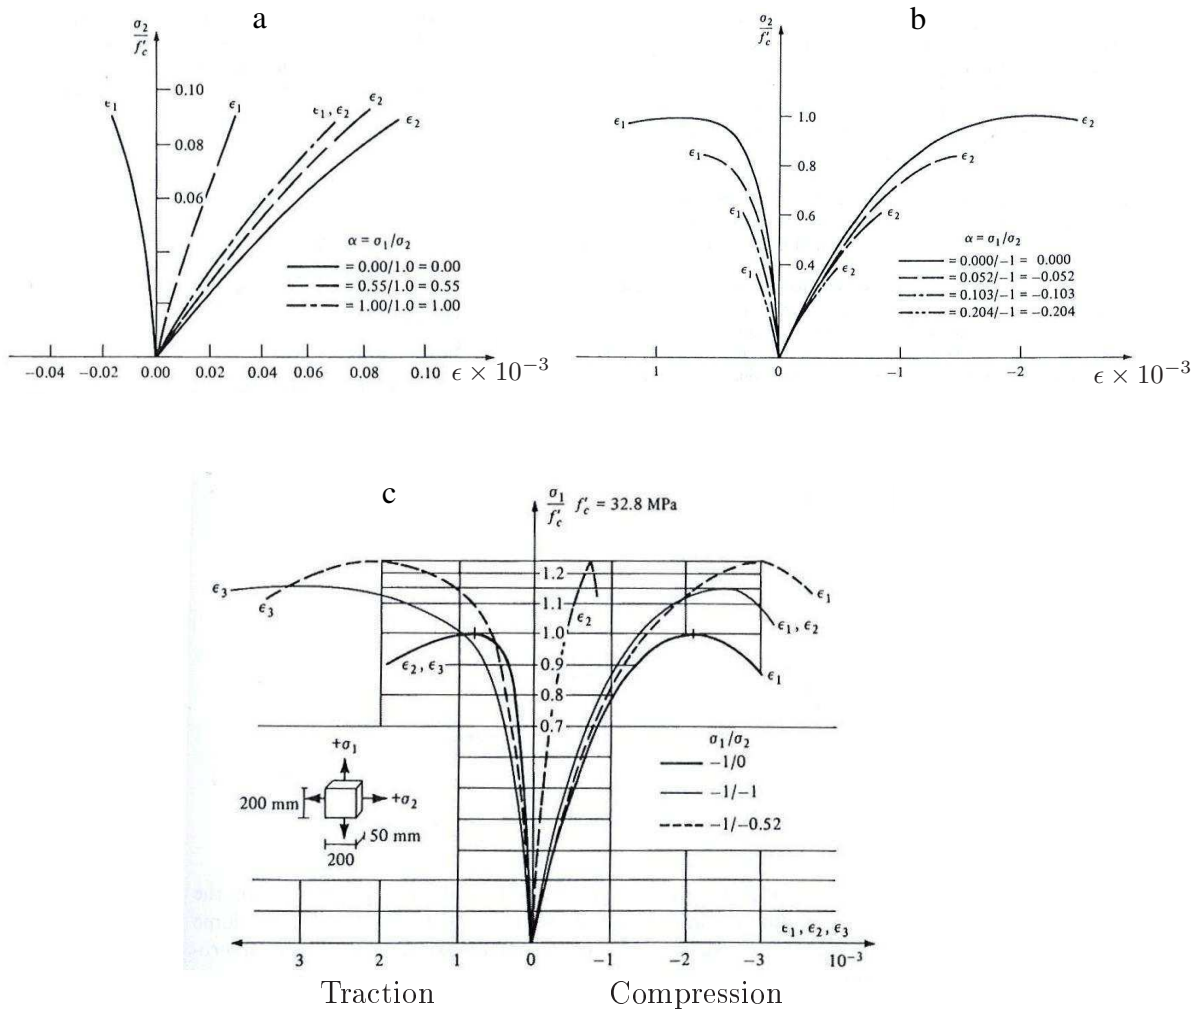 a
σ₂
f′c
0.10
0.08
0.06
ϵ₁
ϵ₁
ϵ₁, ϵ₂
ϵ₂
ϵ₂
α = σ₁/σ₂
= 0.00/1.0 = 0.00
= 0.55/1.0 = 0.55
= 1.00/1.0 = 1.00
−0.04 −0.02 0.00 0.02 0.04 0.06 0.08 0.10 ϵ × 10⁻³
b
σ₂
f′c
1.0
0.8
0.6
0.4
ϵ₁
ϵ₁
ϵ₁
ϵ₁
ϵ₂
ϵ₂
ϵ₂
ϵ₂
α = σ₁/σ₂
= 0.000/−1 = 0.000
= 0.052/−1 = −0.052
= 0.103/−1 = −0.103
= 0.204/−1 = −0.204
1 0 −1 −2 ϵ × 10⁻³
c
σ₁
f′c
f′c = 32.8 MPa
1.2
1.1
1.0
0.9
0.8
0.7
ϵ₃
ϵ₃
ϵ₂, ϵ₃
ϵ₂
ϵ₁
ϵ₁, ϵ₂
ϵ₁
σ₁/σ₂
−1/0
−1/−1
−1/−0.52
+σ₁
200 mm
+σ₂
50 mm
200
ϵ₁, ϵ₂, ϵ₃
3 2 1 0 −1 −2 −3 10⁻³
Traction Compression